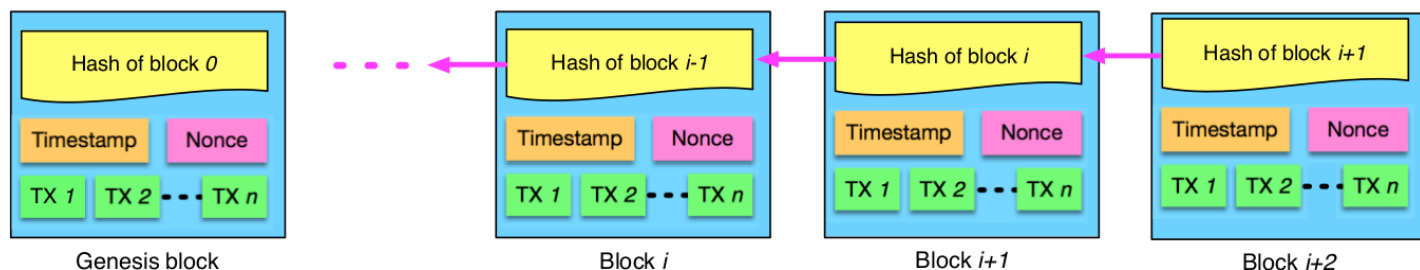 Hash of block 0
Timestamp
Nonce
TX 1
TX 2
TX n
Genesis block
Hash of block i-1
Timestamp
Nonce
TX 1
TX 2
TX n
Block i
Hash of block i
Timestamp
Nonce
TX 1
TX 2
TX n
Block i+1
Hash of block i+1
Timestamp
Nonce
TX 1
TX 2
TX n
Block i+2